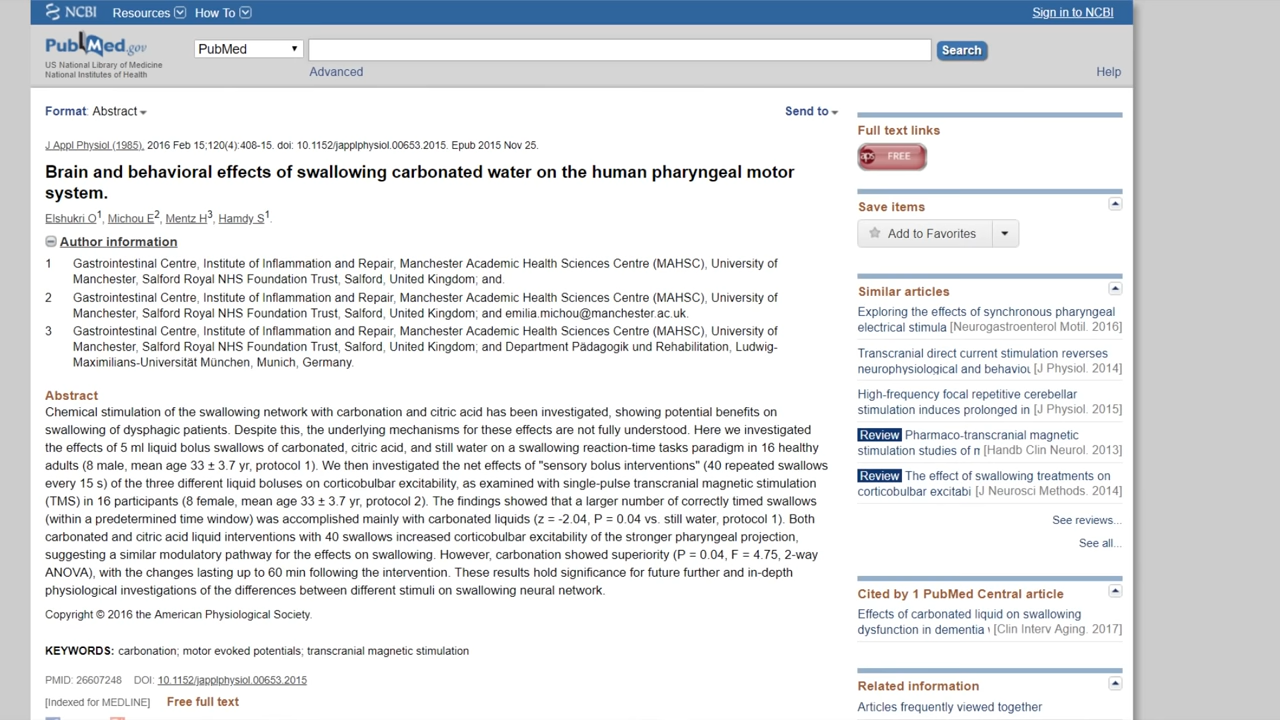 NCBI Resources How To Sign in to NCBI
PubMed.gov
US National Library of Medicine
National Institutes of Health
PubMed Search
Advanced Help
Format: Abstract Send to
J Appl Physiol (1985). 2016 Feb 15;120(4):408-15. doi: 10.1152/japplphysiol.00653.2015. Epub 2015 Nov 25.
Brain and behavioral effects of swallowing carbonated water on the human pharyngeal motor
system.
Elshukri O1, Michou E2, Mentz H3, Hamdy S1.
Author information
1 Gastrointestinal Centre, Institute of Inflammation and Repair, Manchester Academic Health Sciences Centre (MAHSC), University of
Manchester, Salford Royal NHS Foundation Trust, Salford, United Kingdom; and.
2 Gastrointestinal Centre, Institute of Inflammation and Repair, Manchester Academic Health Sciences Centre (MAHSC), University of
Manchester, Salford Royal NHS Foundation Trust, Salford, United Kingdom; and emilia.michou@manchester.ac.uk.
3 Gastrointestinal Centre, Institute of Inflammation and Repair, Manchester Academic Health Sciences Centre (MAHSC), University of
Manchester, Salford Royal NHS Foundation Trust, Salford, United Kingdom; and Department Pädagogik und Rehabilitation, Ludwig-
Maximilians-Universität München, Munich, Germany.
Abstract
Chemical stimulation of the swallowing network with carbonation and citric acid has been investigated, showing potential benefits on
swallowing of dysphagic patients. Despite this, the underlying mechanisms for these effects are not fully understood. Here we investigated
the effects of 5 ml liquid bolus swallows of carbonated, citric acid, and still water on a swallowing reaction-time tasks paradigm in 16 healthy
adults (8 male, mean age 33 ± 3.7 yr, protocol 1). We then investigated the net effects of "sensory bolus interventions" (40 repeated swallows
every 15 s) of the three different liquid boluses on corticobulbar excitability, as examined with single-pulse transcranial magnetic stimulation
(TMS) in 16 participants (8 female, mean age 33 ± 3.7 yr, protocol 2). The findings showed that a larger number of correctly timed swallows
(within a predetermined time window) was accomplished mainly with carbonated liquids (z = -2.04, P = 0.04 vs. still water, protocol 1). Both
carbonated and citric acid liquid interventions with 40 swallows increased corticobulbar excitability of the stronger pharyngeal projection,
suggesting a similar modulatory pathway for the effects on swallowing. However, carbonation showed superiority (P = 0.04, F = 4.75, 2-way
ANOVA), with the changes lasting up to 60 min following the intervention. These results hold significance for future further and in-depth
physiological investigations of the differences between different stimuli on swallowing neural network.
Copyright © 2016 the American Physiological Society.
KEYWORDS: carbonation; motor evoked potentials; transcranial magnetic stimulation
PMID: 26607248 DOI: 10.1152/japplphysiol.00653.2015
[Indexed for MEDLINE] Free full text
Full text links
aps FREE
Save items
Add to Favorites
Similar articles
Exploring the effects of synchronous pharyngeal
electrical stimula [Neurogastroenterol Motil. 2016]
Transcranial direct current stimulation reverses
neurophysiological and behaviou [J Physiol. 2014]
High-frequency focal repetitive cerebellar
stimulation induces prolonged in [J Physiol. 2015]
Review Pharmaco-transcranial magnetic
stimulation studies of [Handb Clin Neurol. 2013]
Review The effect of swallowing treatments on
corticobulbar excitabi [J Neurosci Methods. 2014]
See reviews...
See all...
Cited by 1 PubMed Central article
Effects of carbonated liquid on swallowing
dysfunction in dementia [Clin Interv Aging. 2017]
Related information
Articles frequently viewed together